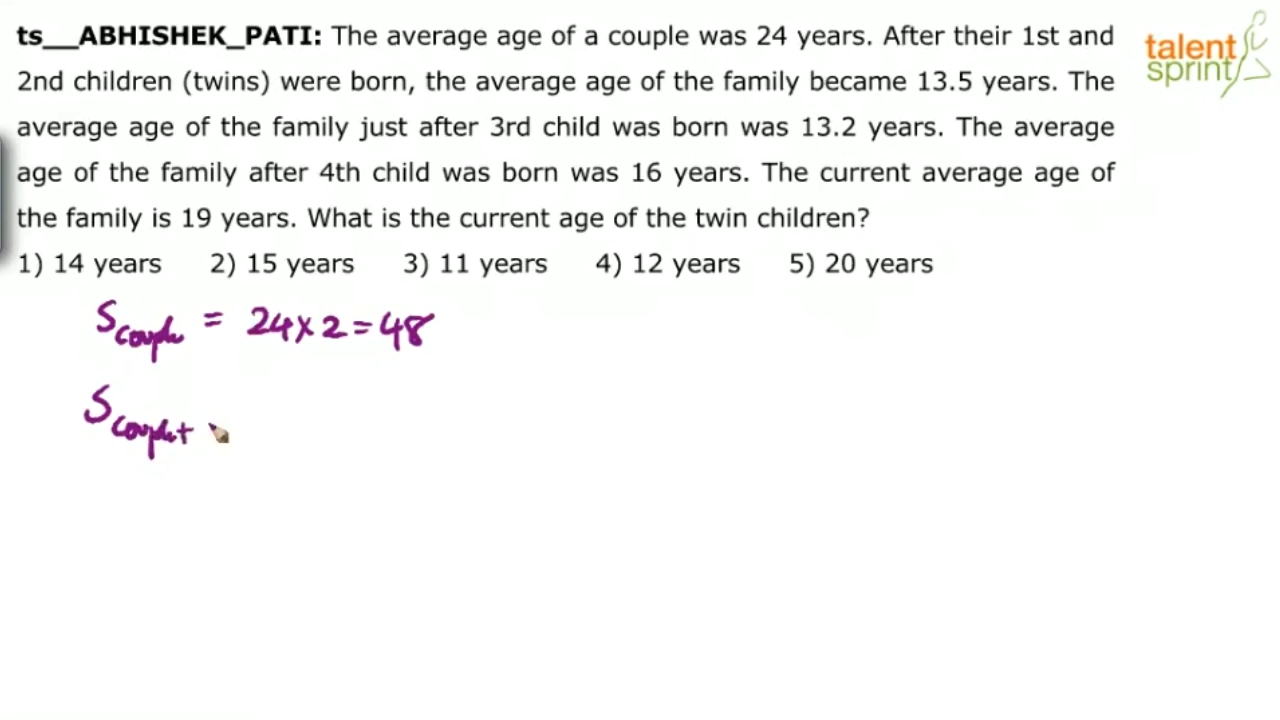 ts__ABHISHEK_PATI: The average age of a couple was 24 years. After their 1st and
talent
sprint
2nd children (twins) were born, the average age of the family became 13.5 years. The
average age of the family just after 3rd child was born was 13.2 years. The average
age of the family after 4th child was born was 16 years. The current average age of
the family is 19 years. What is the current age of the twin children?
1) 14 years 2) 15 years 3) 11 years 4) 12 years 5) 20 years
S couple = 24 x 2 = 48
S couple +